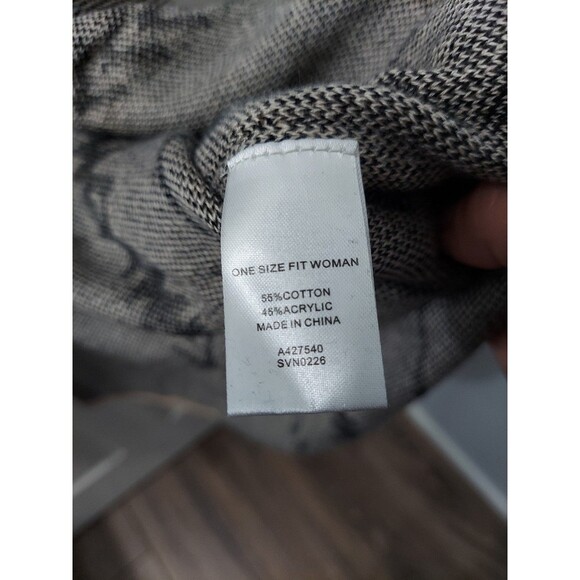 ONE SIZE FIT WOMAN
55%COTTON
45%ACRYLIC
MADE IN CHINA
A427540
SVN0226